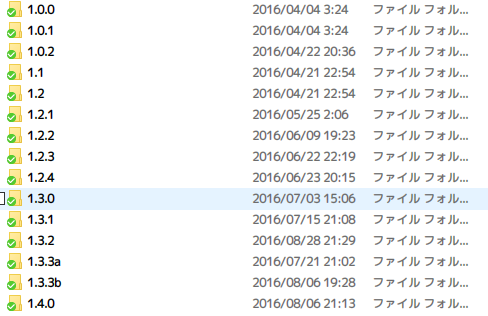 1.0.0 2016/04/04 3:24 ファイル フォル...
1.0.1 2016/04/04 3:24 ファイル フォル...
1.0.2 2016/04/22 20:36 ファイル フォル...
1.1 2016/04/21 22:54 ファイル フォル...
1.2 2016/04/21 22:54 ファイル フォル...
1.2.1 2016/05/25 2:06 ファイル フォル...
1.2.2 2016/06/09 19:23 ファイル フォル...
1.2.3 2016/06/22 22:19 ファイル フォル...
1.2.4 2016/06/23 20:15 ファイル フォル...
1.3.0 2016/07/03 15:06 ファイル フォル...
1.3.1 2016/07/15 21:08 ファイル フォル...
1.3.2 2016/08/28 21:29 ファイル フォル...
1.3.3a 2016/07/21 21:02 ファイル フォル...
1.3.3b 2016/08/06 19:28 ファイル フォル...
1.4.0 2016/08/06 21:13 ファイル フォル...